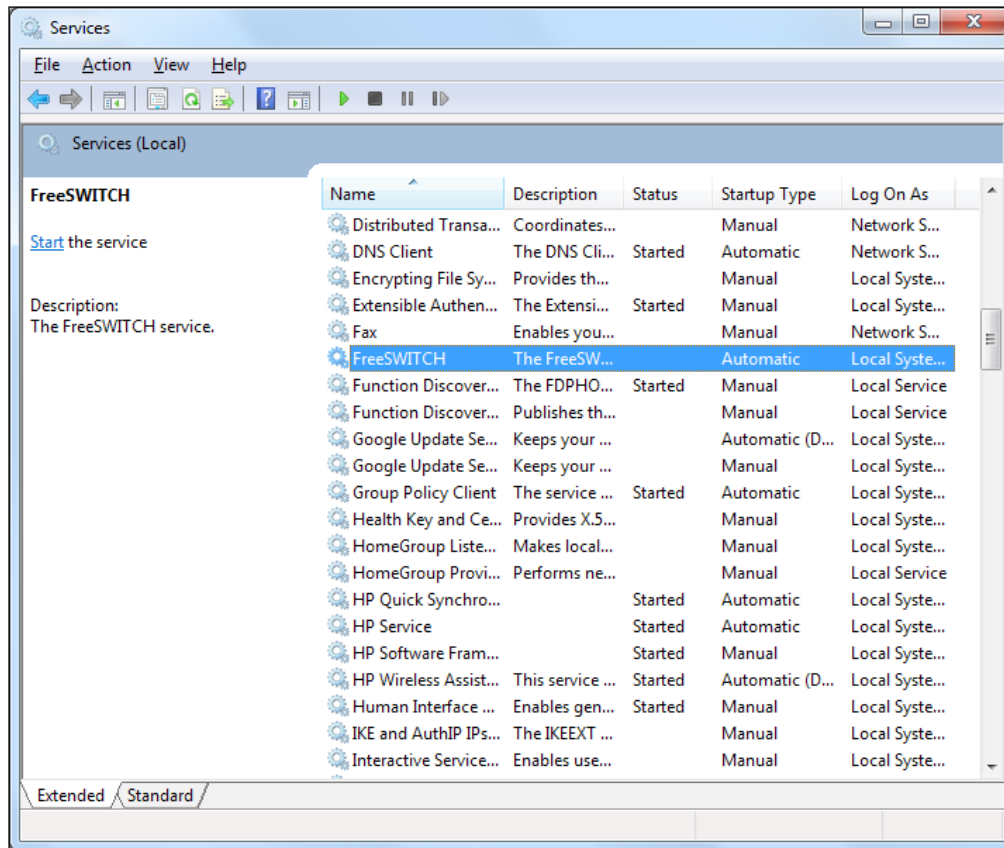 Services
File Action View Help
Services (Local)
FreeSWITCH
Start the service
Description:
The FreeSWITCH service.
Name Description Status Startup Type Log On As
Distributed Transa... Coordinates... Manual Network S...
DNS Client The DNS Cli... Started Automatic Network S...
Encrypting File Sy... Provides th... Manual Local Syste...
Extensible Authen... The Extensi... Started Manual Local Syste...
Fax Enables you... Manual Network S...
FreeSWITCH The FreeSW... Automatic Local Syste...
Function Discover... The FDPHO... Started Manual Local Service
Function Discover... Publishes th... Manual Local Service
Google Update Se... Keeps your ... Automatic (D... Local Syste...
Google Update Se... Keeps your ... Manual Local Syste...
Group Policy Client The service ... Started Automatic Local Syste...
Health Key and Ce... Provides X.5... Manual Local Syste...
HomeGroup Liste... Makes local... Manual Local Syste...
HomeGroup Provi... Performs ne... Manual Local Service
HP Quick Synchro... Started Automatic Local Syste...
HP Service Started Automatic Local Syste...
HP Software Fram... Started Manual Local Syste...
HP Wireless Assist... This service ... Started Automatic (D... Local Syste...
Human Interface ... Enables gen... Started Manual Local Syste...
IKE and AuthIP IPs... The IKEEXT ... Manual Local Syste...
Interactive Service... Enables use... Manual Local Syste...
Extended Standard